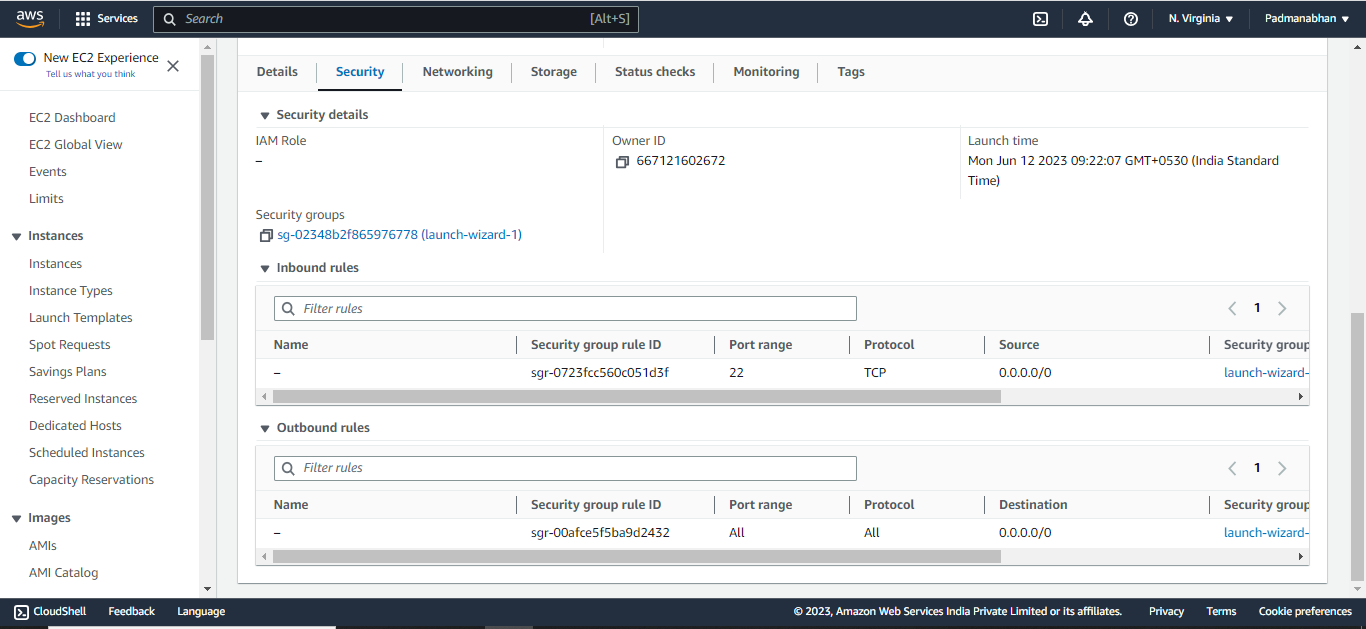 aws Services Search [Alt+S] N. Virginia Padmanabhan
New EC2 Experience
Tell us what you think
EC2 Dashboard
EC2 Global View
Events
Limits
Instances
Instances
Instance Types
Launch Templates
Spot Requests
Savings Plans
Reserved Instances
Dedicated Hosts
Scheduled Instances
Capacity Reservations
Images
AMIs
AMI Catalog
Details Security Networking Storage Status checks Monitoring Tags
Security details
IAM Role Owner ID Launch time
– 667121602672 Mon Jun 12 2023 09:22:07 GMT+0530 (India Standard
Time)
Security groups
sg-02348b2f865976778 (launch-wizard-1)
Inbound rules
Filter rules 1
Name Security group rule ID Port range Protocol Source Security group
– sgr-0723fcc560c051d3f 22 TCP 0.0.0.0/0 launch-wizard-
Outbound rules
Filter rules 1
Name Security group rule ID Port range Protocol Destination Security group
– sgr-00afce5f5ba9d2432 All All 0.0.0.0/0 launch-wizard-
CloudShell Feedback Language © 2023, Amazon Web Services India Private Limited or its affiliates. Privacy Terms Cookie preferences